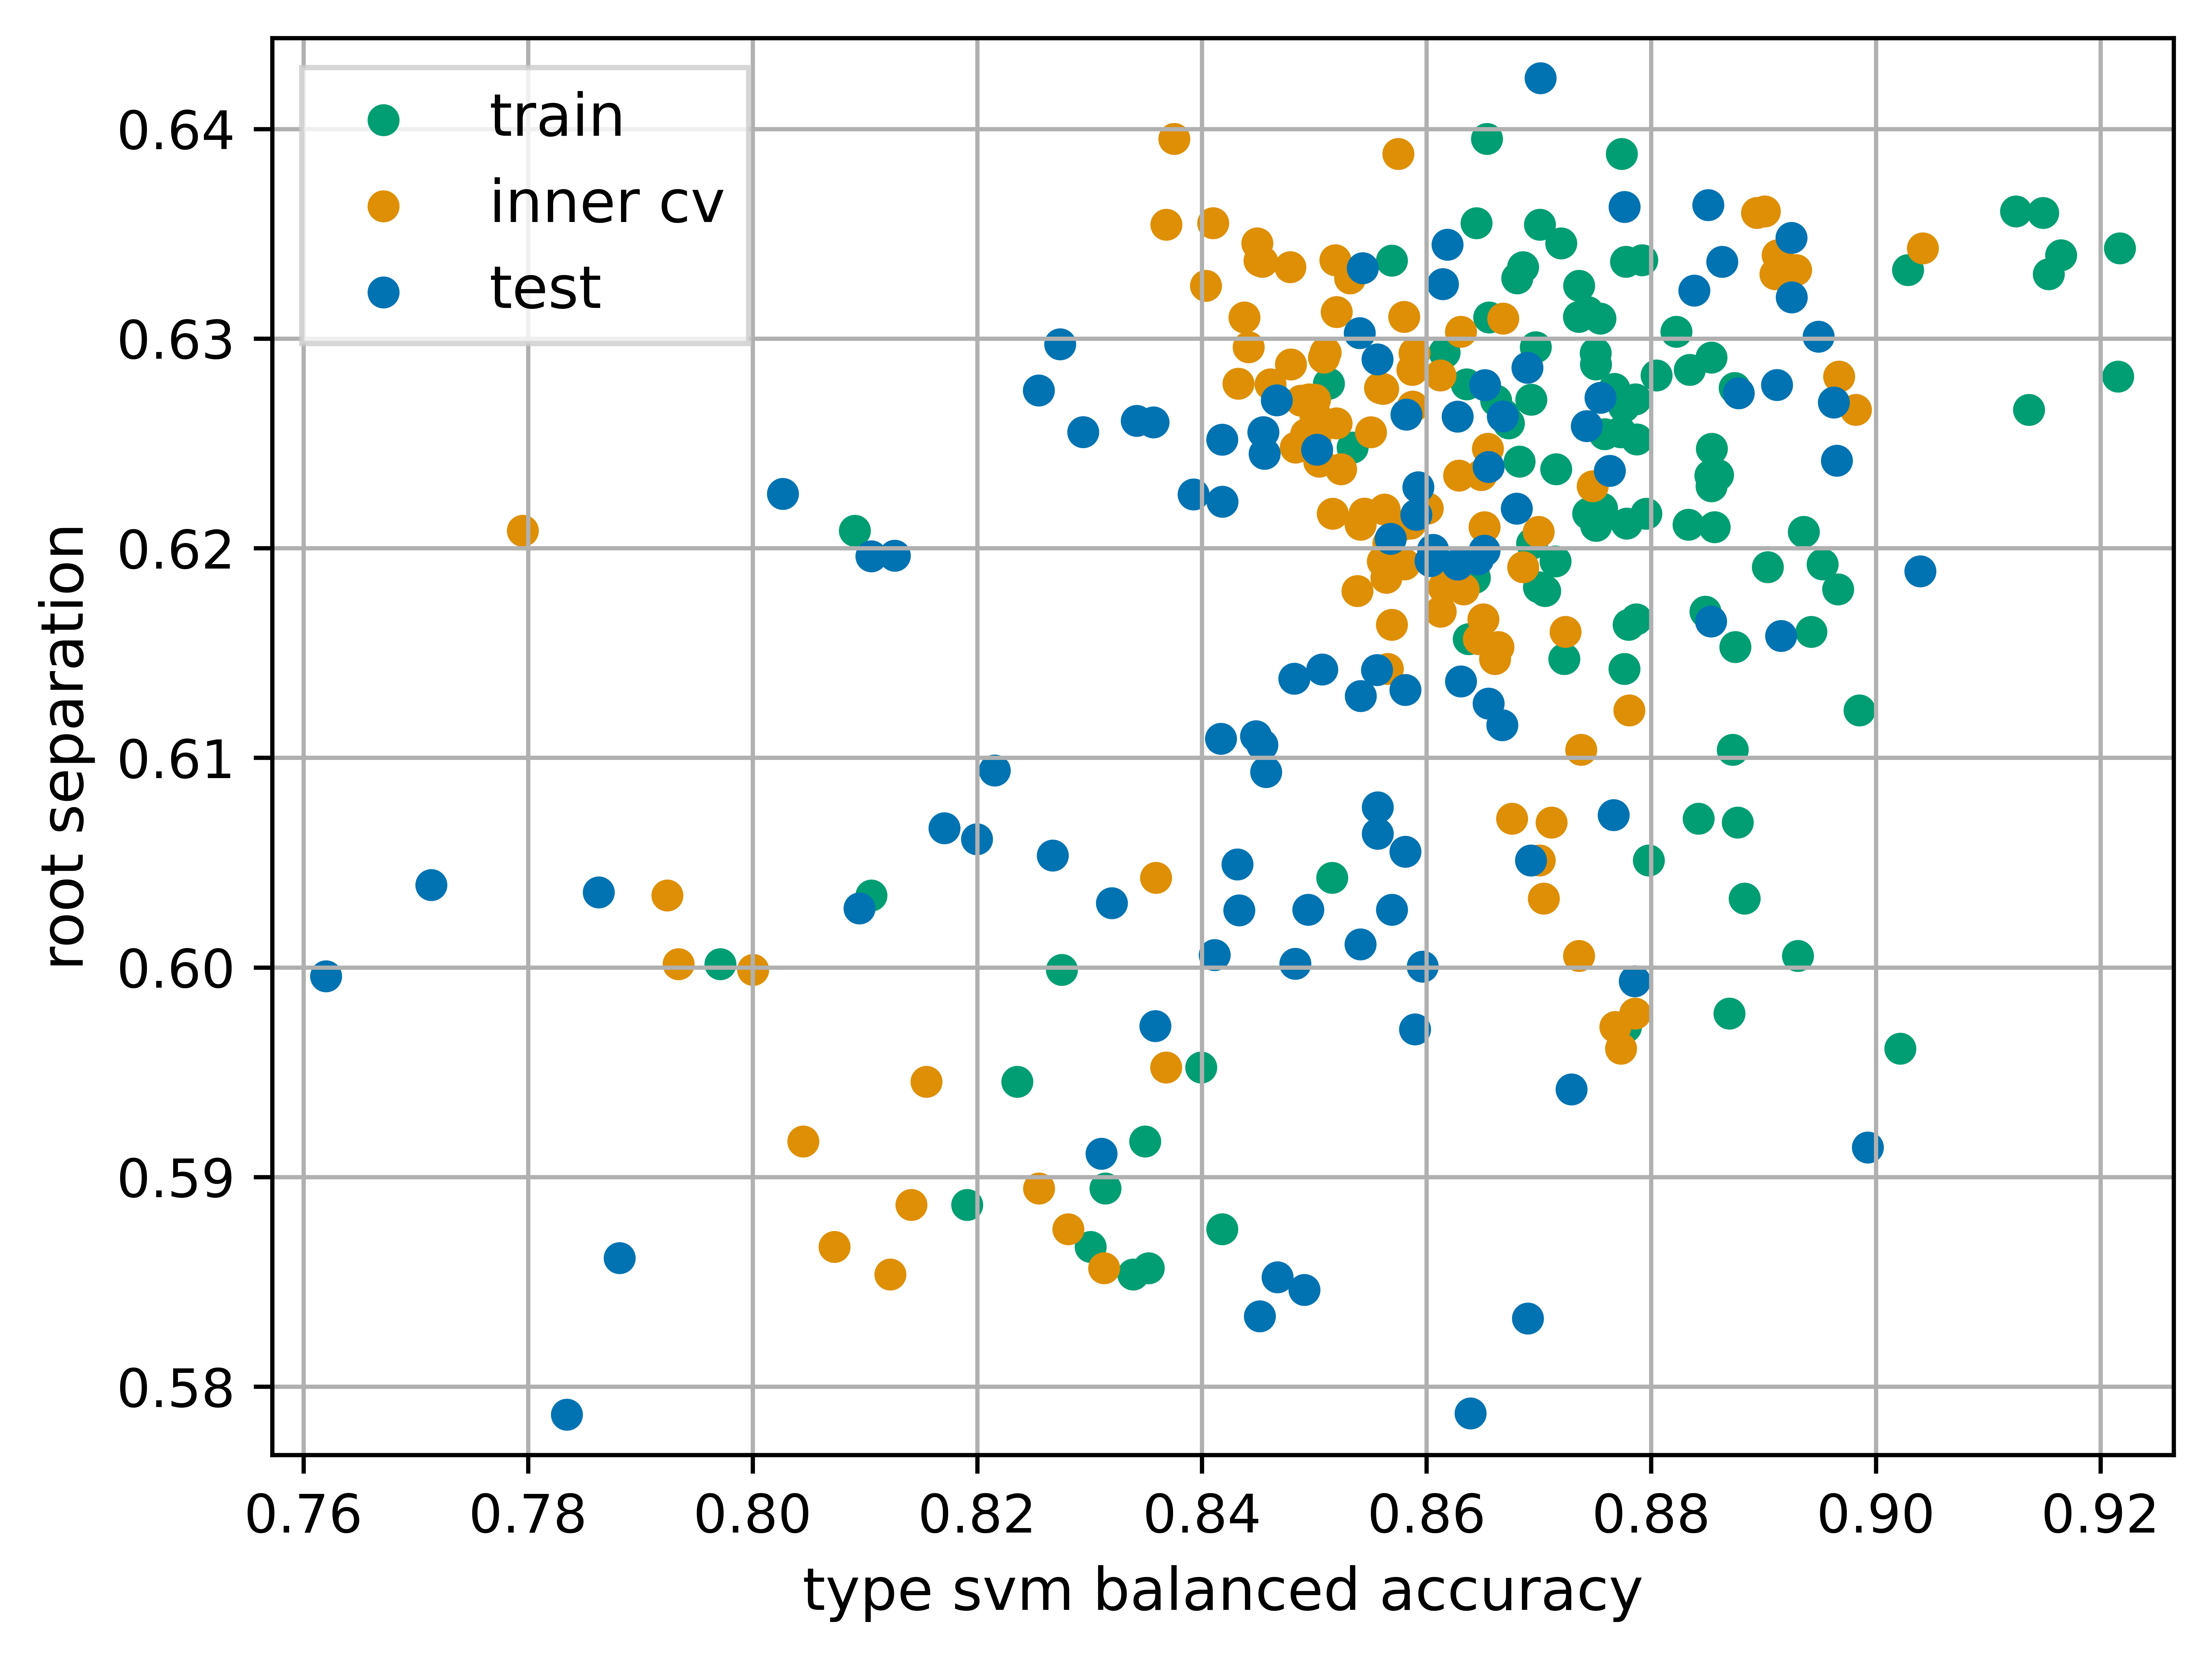 train
inner cv
test
0.64
0.63
0.62
0.61
0.60
0.59
0.58
root separation
0.76 0.78 0.80 0.82 0.84 0.86 0.88 0.90 0.92
type svm balanced accuracy